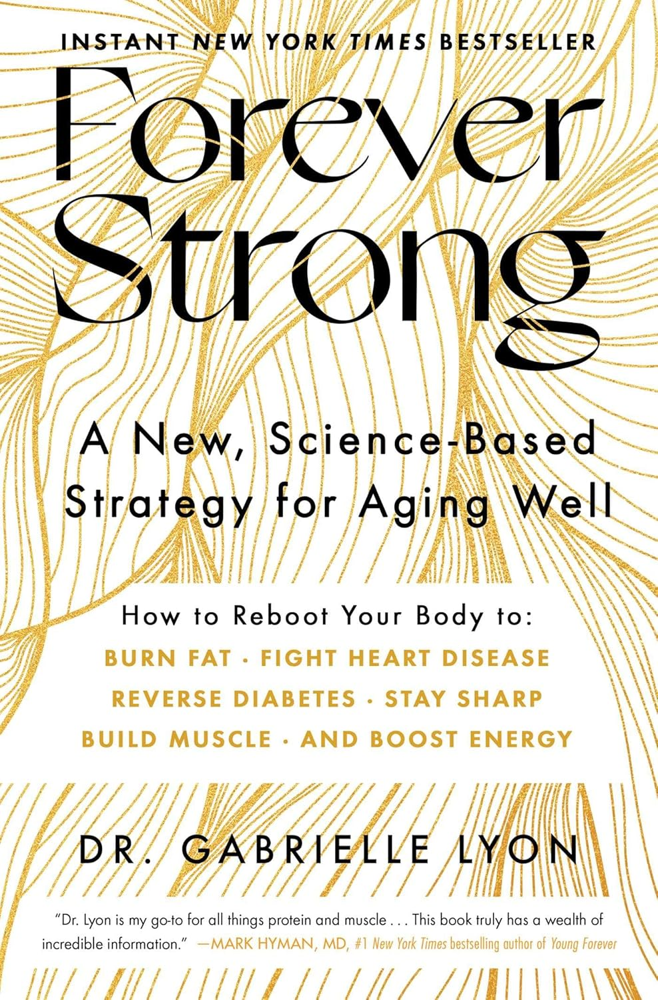 INSTANT NEW YORK TIMES BESTSELLER
Forever
Strong
A New, Science-Based
Strategy for Aging Well
How to Reboot Your Body to:
BURN FAT · FIGHT HEART DISEASE
REVERSE DIABETES · STAY SHARP
BUILD MUSCLE · AND BOOST ENERGY
DR. GABRIELLE LYON
“Dr. Lyon is my go-to for all things protein and muscle . . . This book truly has a wealth of
incredible information.” —MARK HYMAN, MD, #1 New York Times bestselling author of Young Forever